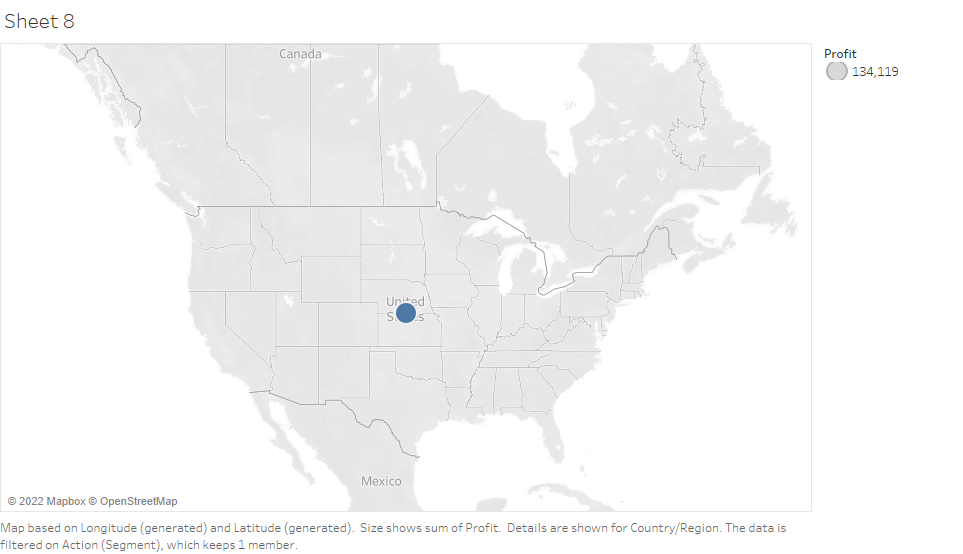 Sheet 8
Profit
134,119
Canada
United
States
Mexico
© 2022 Mapbox © OpenStreetMap
Map based on Longitude (generated) and Latitude (generated).  Size shows sum of Profit.  Details are shown for Country/Region. The data is
filtered on Action (Segment), which keeps 1 member.